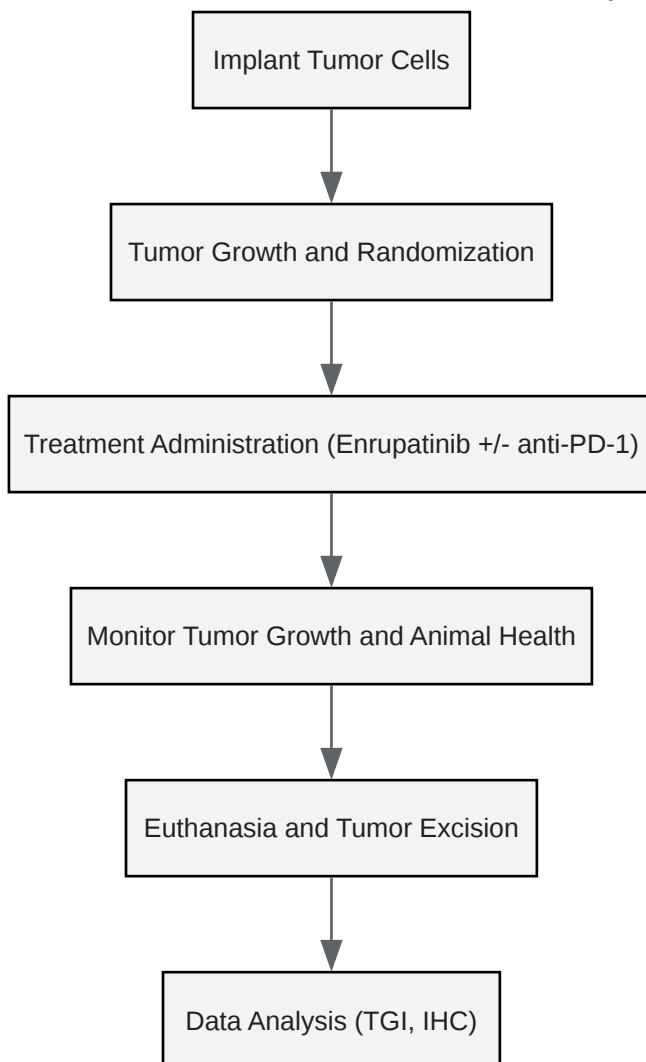 Implant Tumor Cells
Tumor Growth and Randomization
Treatment Administration (Enrupatinib +/- anti-PD-1)
Monitor Tumor Growth and Animal Health
Euthanasia and Tumor Excision
Data Analysis (TGI, IHC)